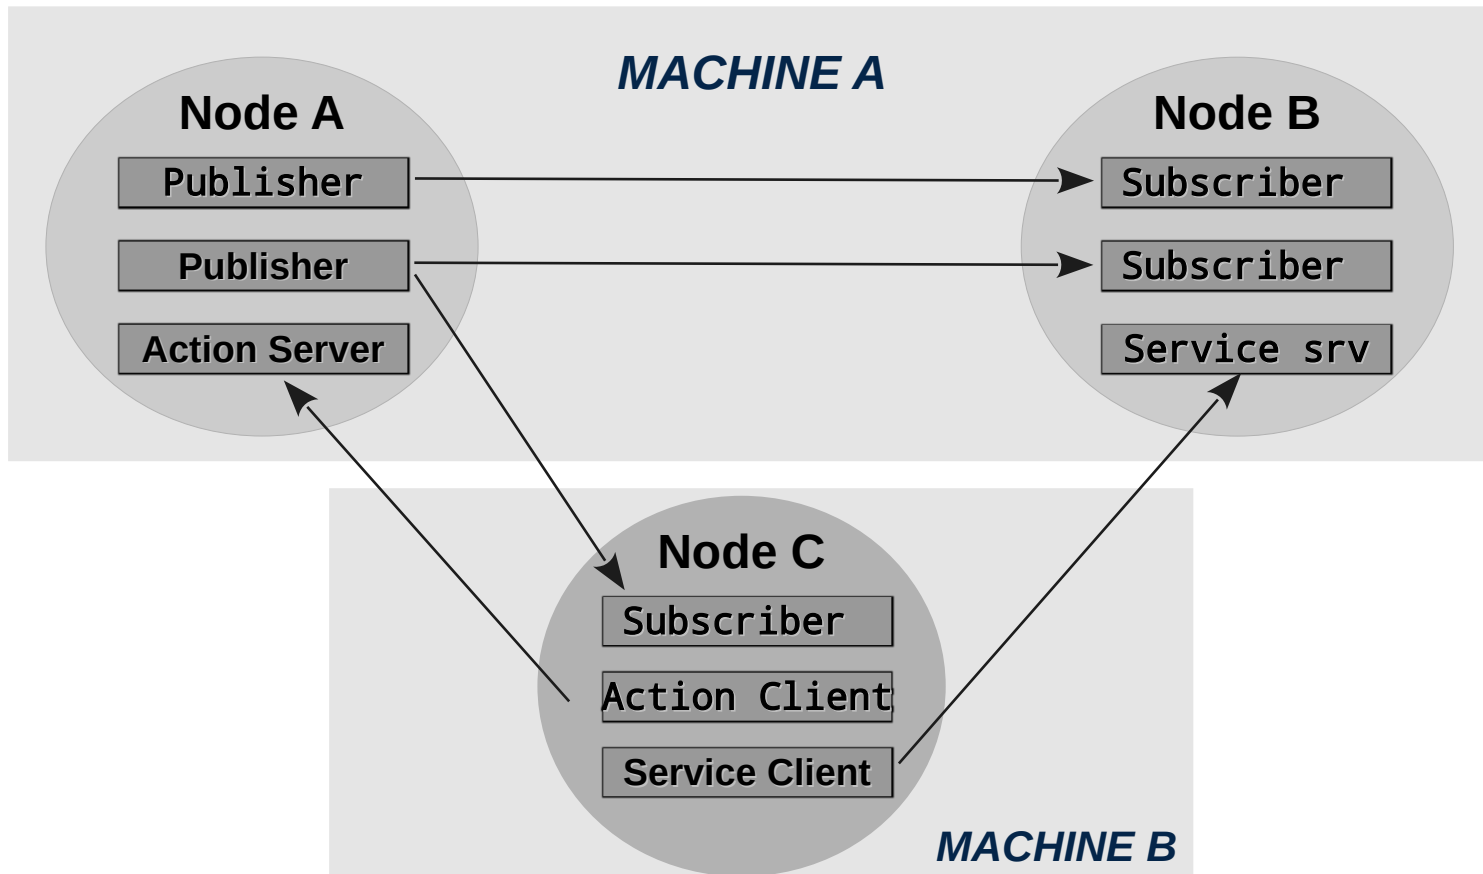 MACHINE A
Node A
Publisher
Publisher
Action Server
Node B
Subscriber
Subscriber
Service srv
Node C
Subscriber
Action Client
Service Client
MACHINE B